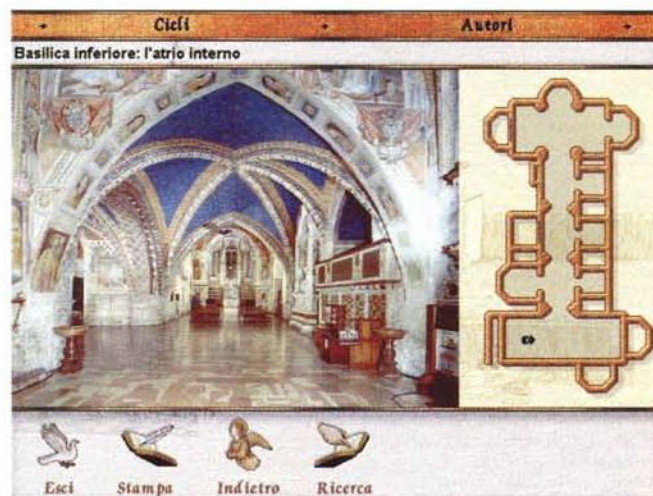 Cicli Autori
Basilica inferiore: l'atrio interno
Esci Stampa Indietro Ricerca